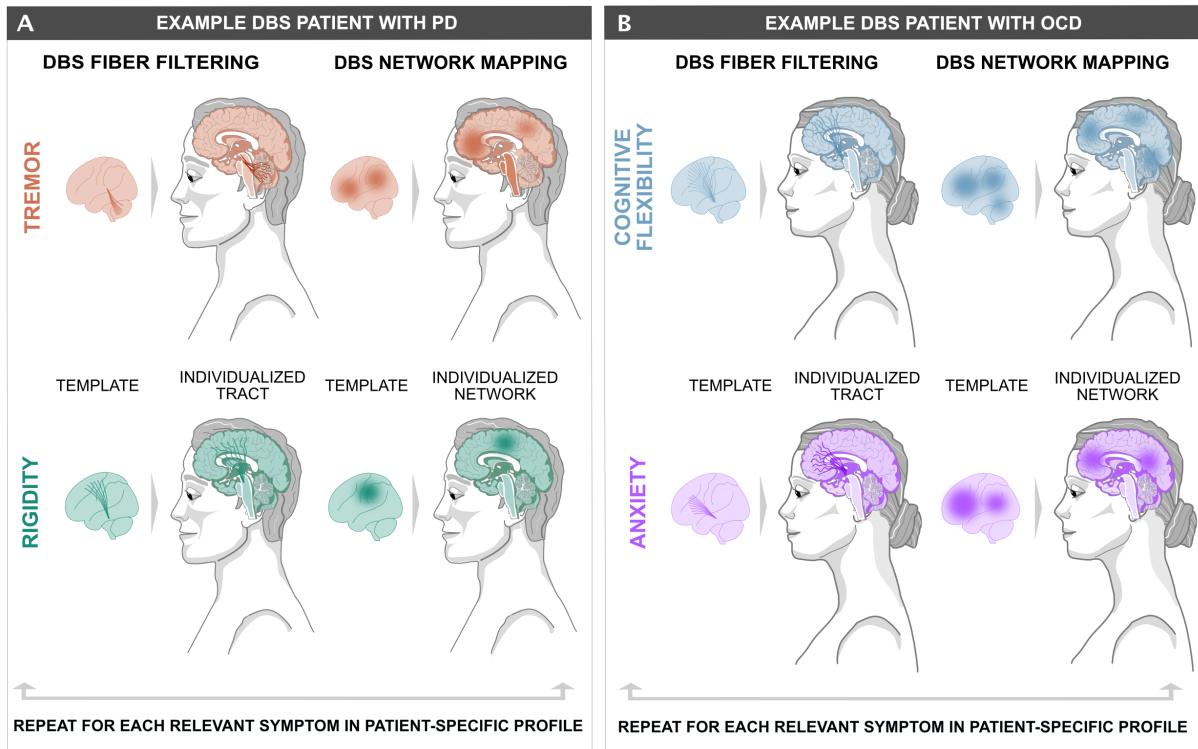 A
EXAMPLE DBS PATIENT WITH PD
DBS FIBER FILTERING
DBS NETWORK MAPPING
TREMOR
TEMPLATE
INDIVIDUALIZED
TRACT
TEMPLATE
INDIVIDUALIZED
NETWORK
RIGIDITY
REPEAT FOR EACH RELEVANT SYMPTOM IN PATIENT-SPECIFIC PROFILE
B
EXAMPLE DBS PATIENT WITH OCD
DBS FIBER FILTERING
DBS NETWORK MAPPING
COGNITIVE
FLEXIBILITY
TEMPLATE
INDIVIDUALIZED
TRACT
TEMPLATE
INDIVIDUALIZED
NETWORK
ANXIETY
REPEAT FOR EACH RELEVANT SYMPTOM IN PATIENT-SPECIFIC PROFILE